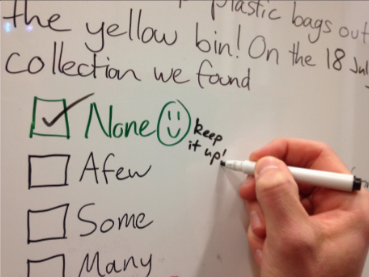 plastic bags out
the yellow bin! On the 18 Jul
collection we found
None keep it up!
A few
Some
Many